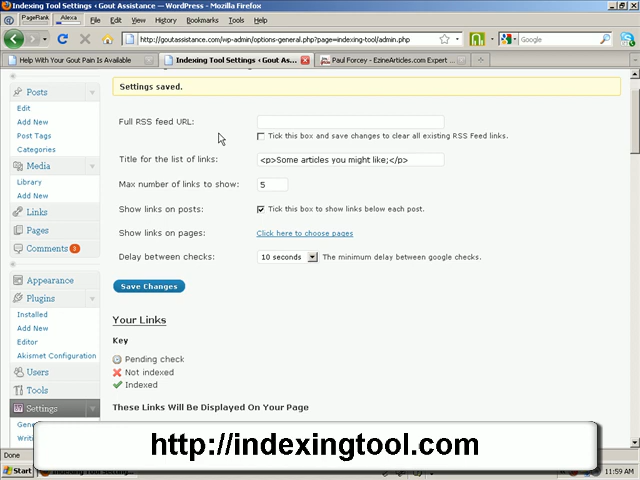 Indexing Tool Settings ‹ Gout Assistance — WordPress - Mozilla Firefox
PageRank Alexa File Edit View History Bookmarks Tools Help
http://goutassistance.com/wp-admin/options-general.php?page=indexing-tool/admin.php
Google
Help With Your Gout Pain Is Available
Indexing Tool Settings ‹ Gout As...
Paul Forcey - EzineArticles.com Expert ...
Settings saved.
Posts
Edit
Add New
Post Tags
Categories
Media
Library
Add New
Links
Pages
Comments 2
Appearance
Plugins
Installed
Add New
Editor
Akismet Configuration
Users
Tools
Settings
Full RSS feed URL:
Tick this box and save changes to clear all existing RSS Feed links.
Title for the list of links: <p>Some articles you might like;</p>
Max number of links to show: 5
Show links on posts: Tick this box to show links below each post.
Show links on pages: Click here to choose pages
Delay between checks: 10 seconds The minimum delay between google checks.
Save Changes
Your Links
Key
Pending check
Not indexed
Indexed
These Links Will Be Displayed On Your Page
http://indexingtool.com
Done
Start
11:59 AM